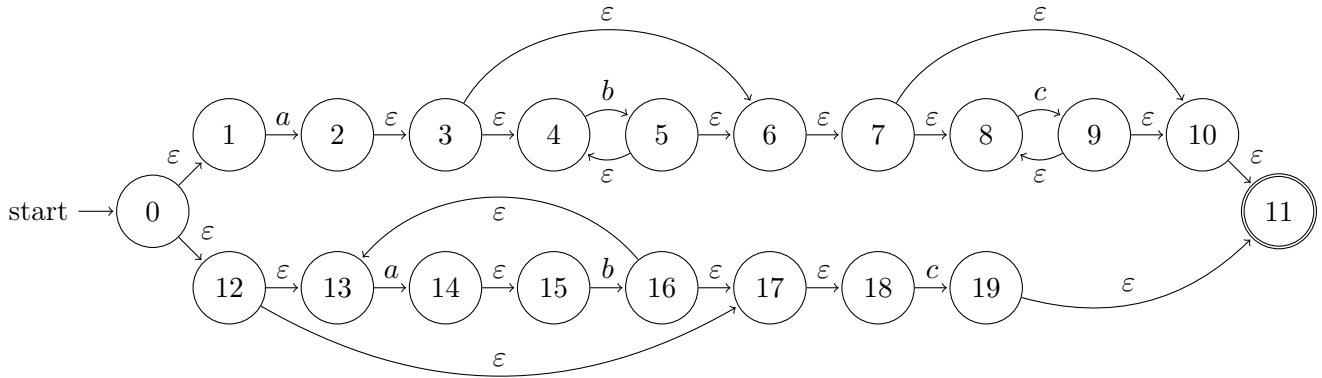 ε ε
b c
1 a 2 ε 3 ε 4 5 ε 6 ε 7 ε 8 9 ε 10
ε ε ε ε
start 0 11
ε ε
12 ε 13 a 14 ε 15 b 16 ε 17 ε 18 c 19 ε
ε